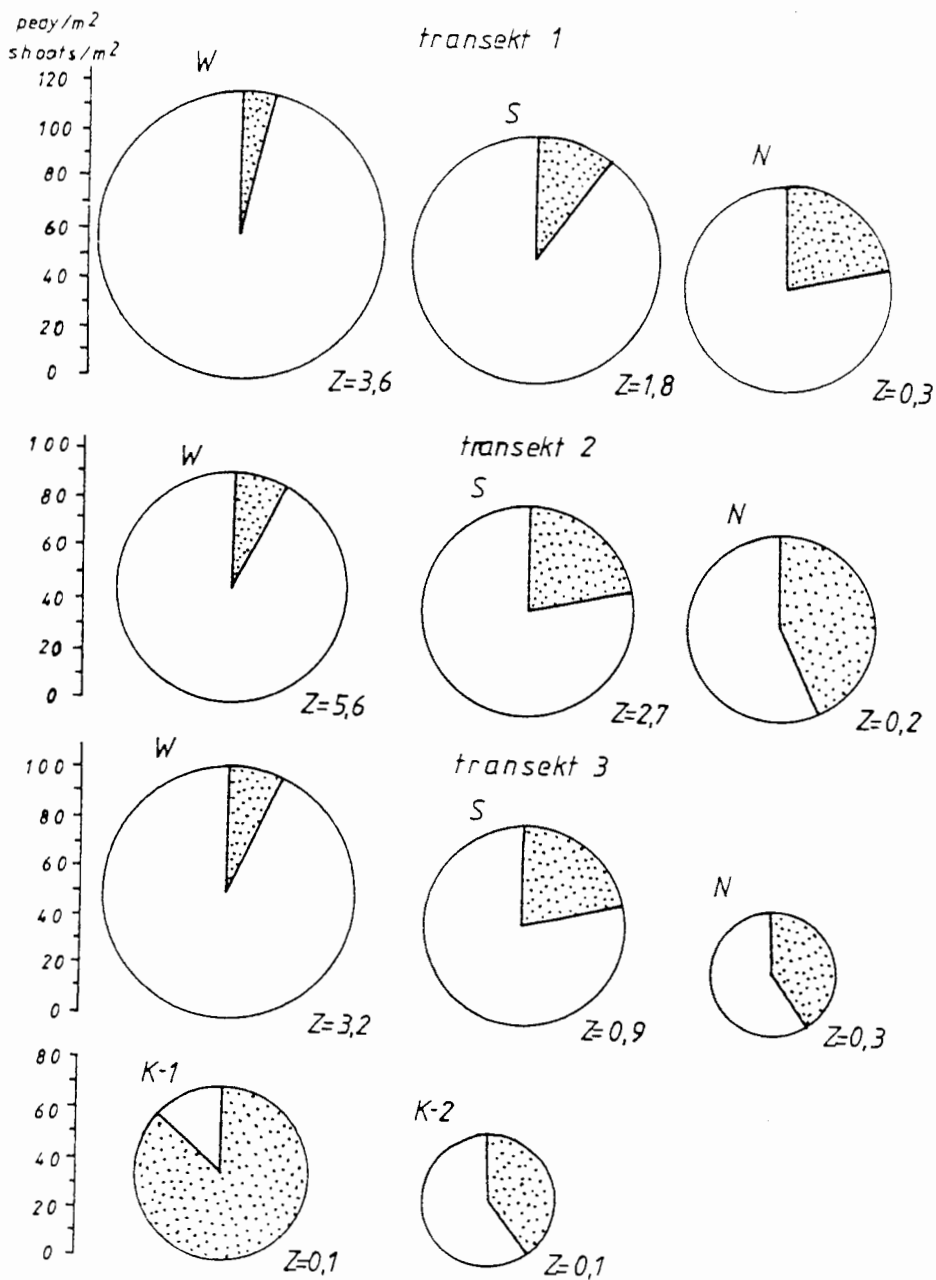 pędy/m2
shoots/m2
transekt 1
W
S
N
120
100
80
60
40
20
0
Z=3,6
Z=1,8
Z=0,3
transekt 2
W
S
N
100
80
60
40
20
0
Z=5,6
Z=2,7
Z=0,2
transekt 3
W
S
N
100
80
60
40
20
0
Z=3,2
Z=0,9
Z=0,3
K-1
K-2
80
60
40
20
0
Z=0,1
Z=0,1